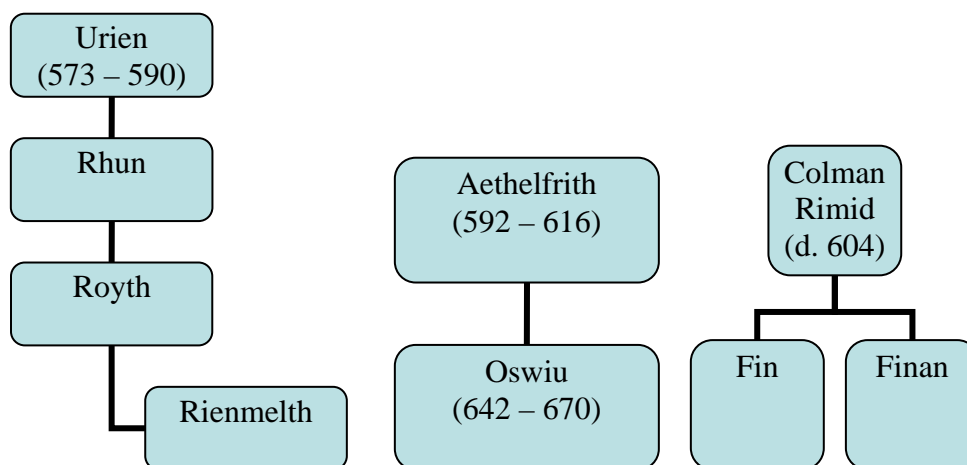 Urien
(573 – 590)
Rhun
Royth
Rienmelth
Aethelfrith
(592 – 616)
Oswiu
(642 – 670)
Colman
Rimid
(d. 604)
Fin
Finan